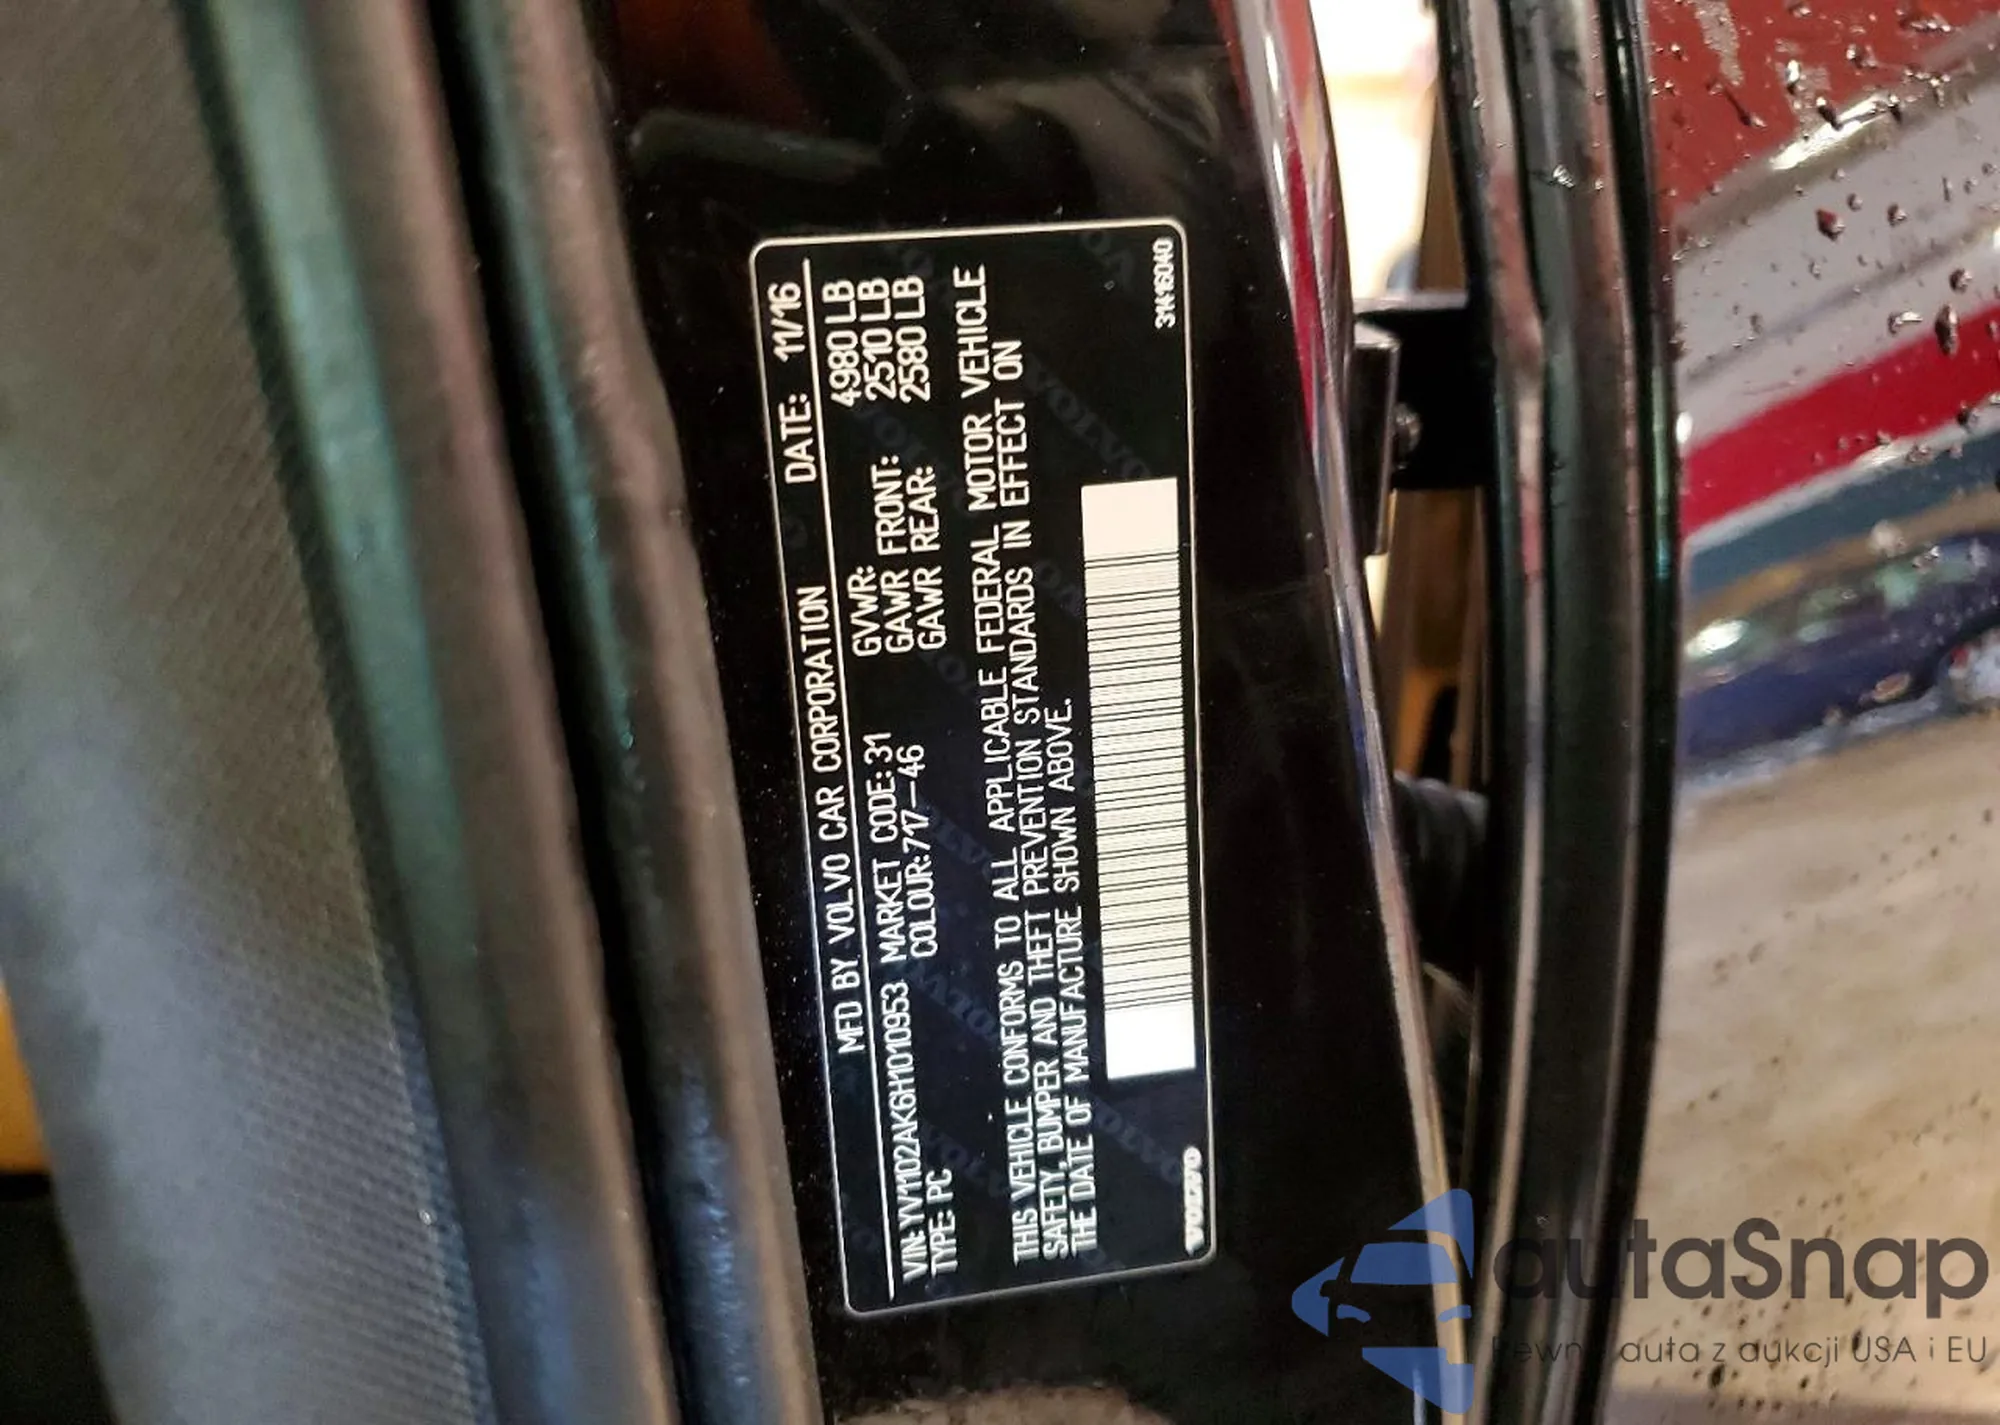 MFD BY VOLVO CAR CORPORATION DATE: 11/16
VIN: YV1102AK6H1010953 MARKET CODE: 31 GVWR: 4980 LB
TYPE: PC COLOUR: 717-46 GAWR FRONT: 2510 LB
GAWR REAR: 2580 LB
THIS VEHICLE CONFORMS TO ALL APPLICABLE FEDERAL MOTOR VEHICLE
SAFETY, BUMPER AND THEFT PREVENTION STANDARDS IN EFFECT ON
THE DATE OF MANUFACTURE SHOWN ABOVE.
VOLVO 31416040
autaSnap
Pewne auta z aukcji USA i EU